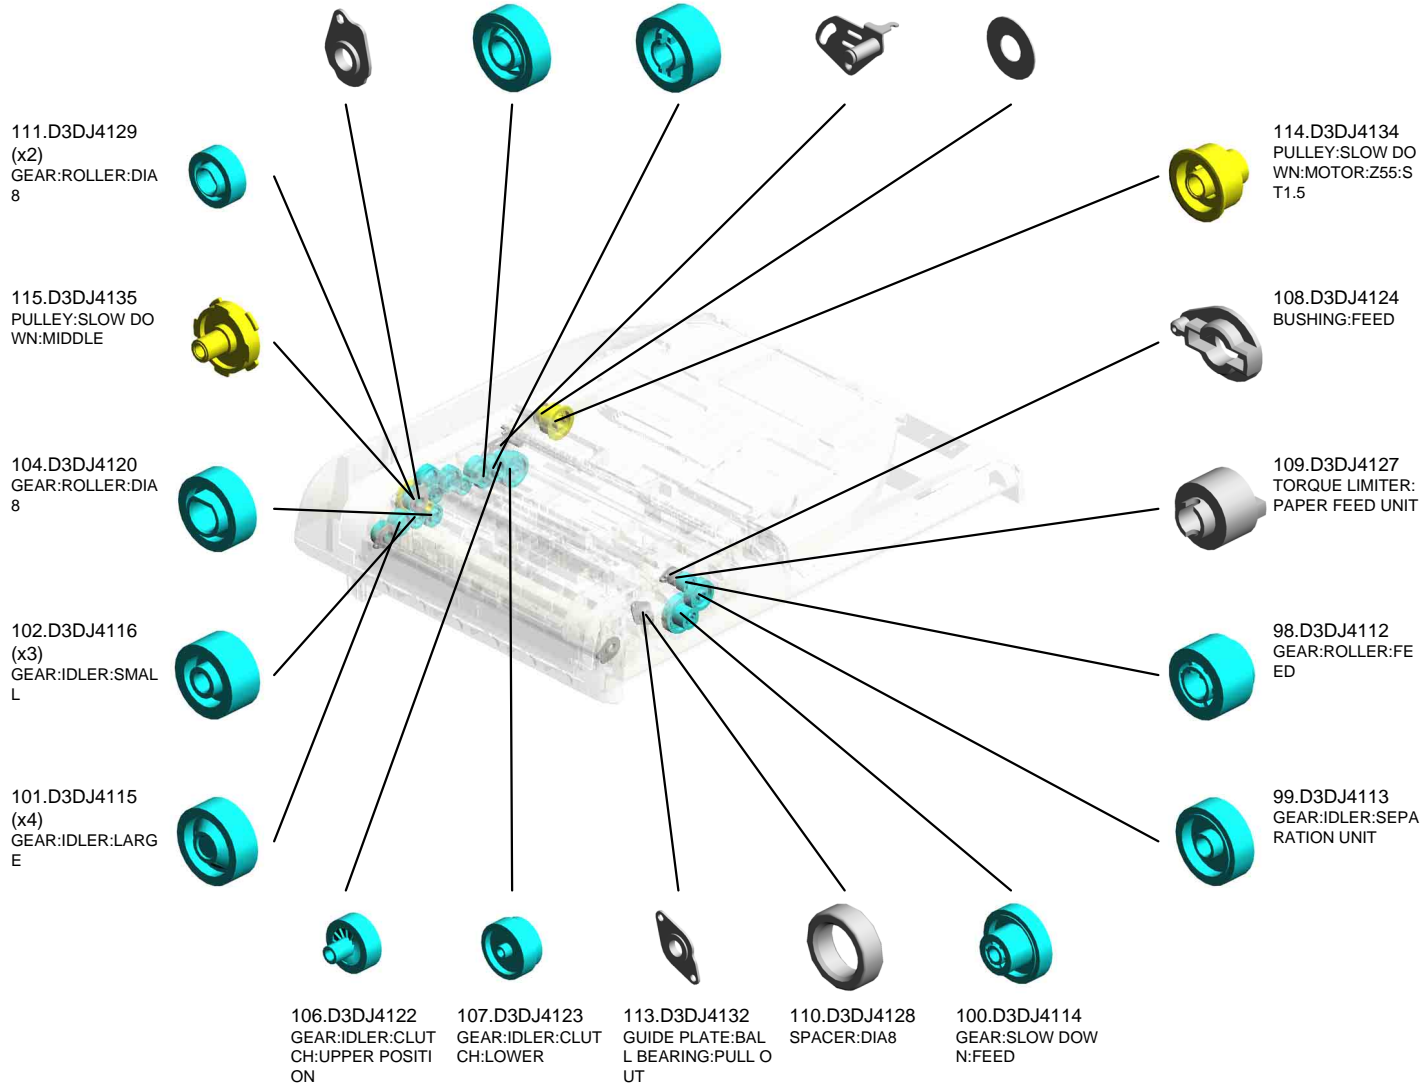 111.D3DJ4129
(x2)
GEAR:ROLLER:DIA
8
115.D3DJ4135
PULLEY:SLOW DO
WN:MIDDLE
104.D3DJ4120
GEAR:ROLLER:DIA
8
102.D3DJ4116
(x3)
GEAR:IDLER:SMAL
L
101.D3DJ4115
(x4)
GEAR:IDLER:LARG
E
114.D3DJ4134
PULLEY:SLOW DO
WN:MOTOR:Z55:S
T1.5
108.D3DJ4124
BUSHING:FEED
109.D3DJ4127
TORQUE LIMITER:
PAPER FEED UNIT
98.D3DJ4112
GEAR:ROLLER:FE
ED
99.D3DJ4113
GEAR:IDLER:SEPA
RATION UNIT
106.D3DJ4122
GEAR:IDLER:CLUT
CH:UPPER POSITI
ON
107.D3DJ4123
GEAR:IDLER:CLUT
CH:LOWER
113.D3DJ4132
GUIDE PLATE:BAL
L BEARING:PULL O
UT
110.D3DJ4128
SPACER:DIA8
100.D3DJ4114
GEAR:SLOW DOW
N:FEED